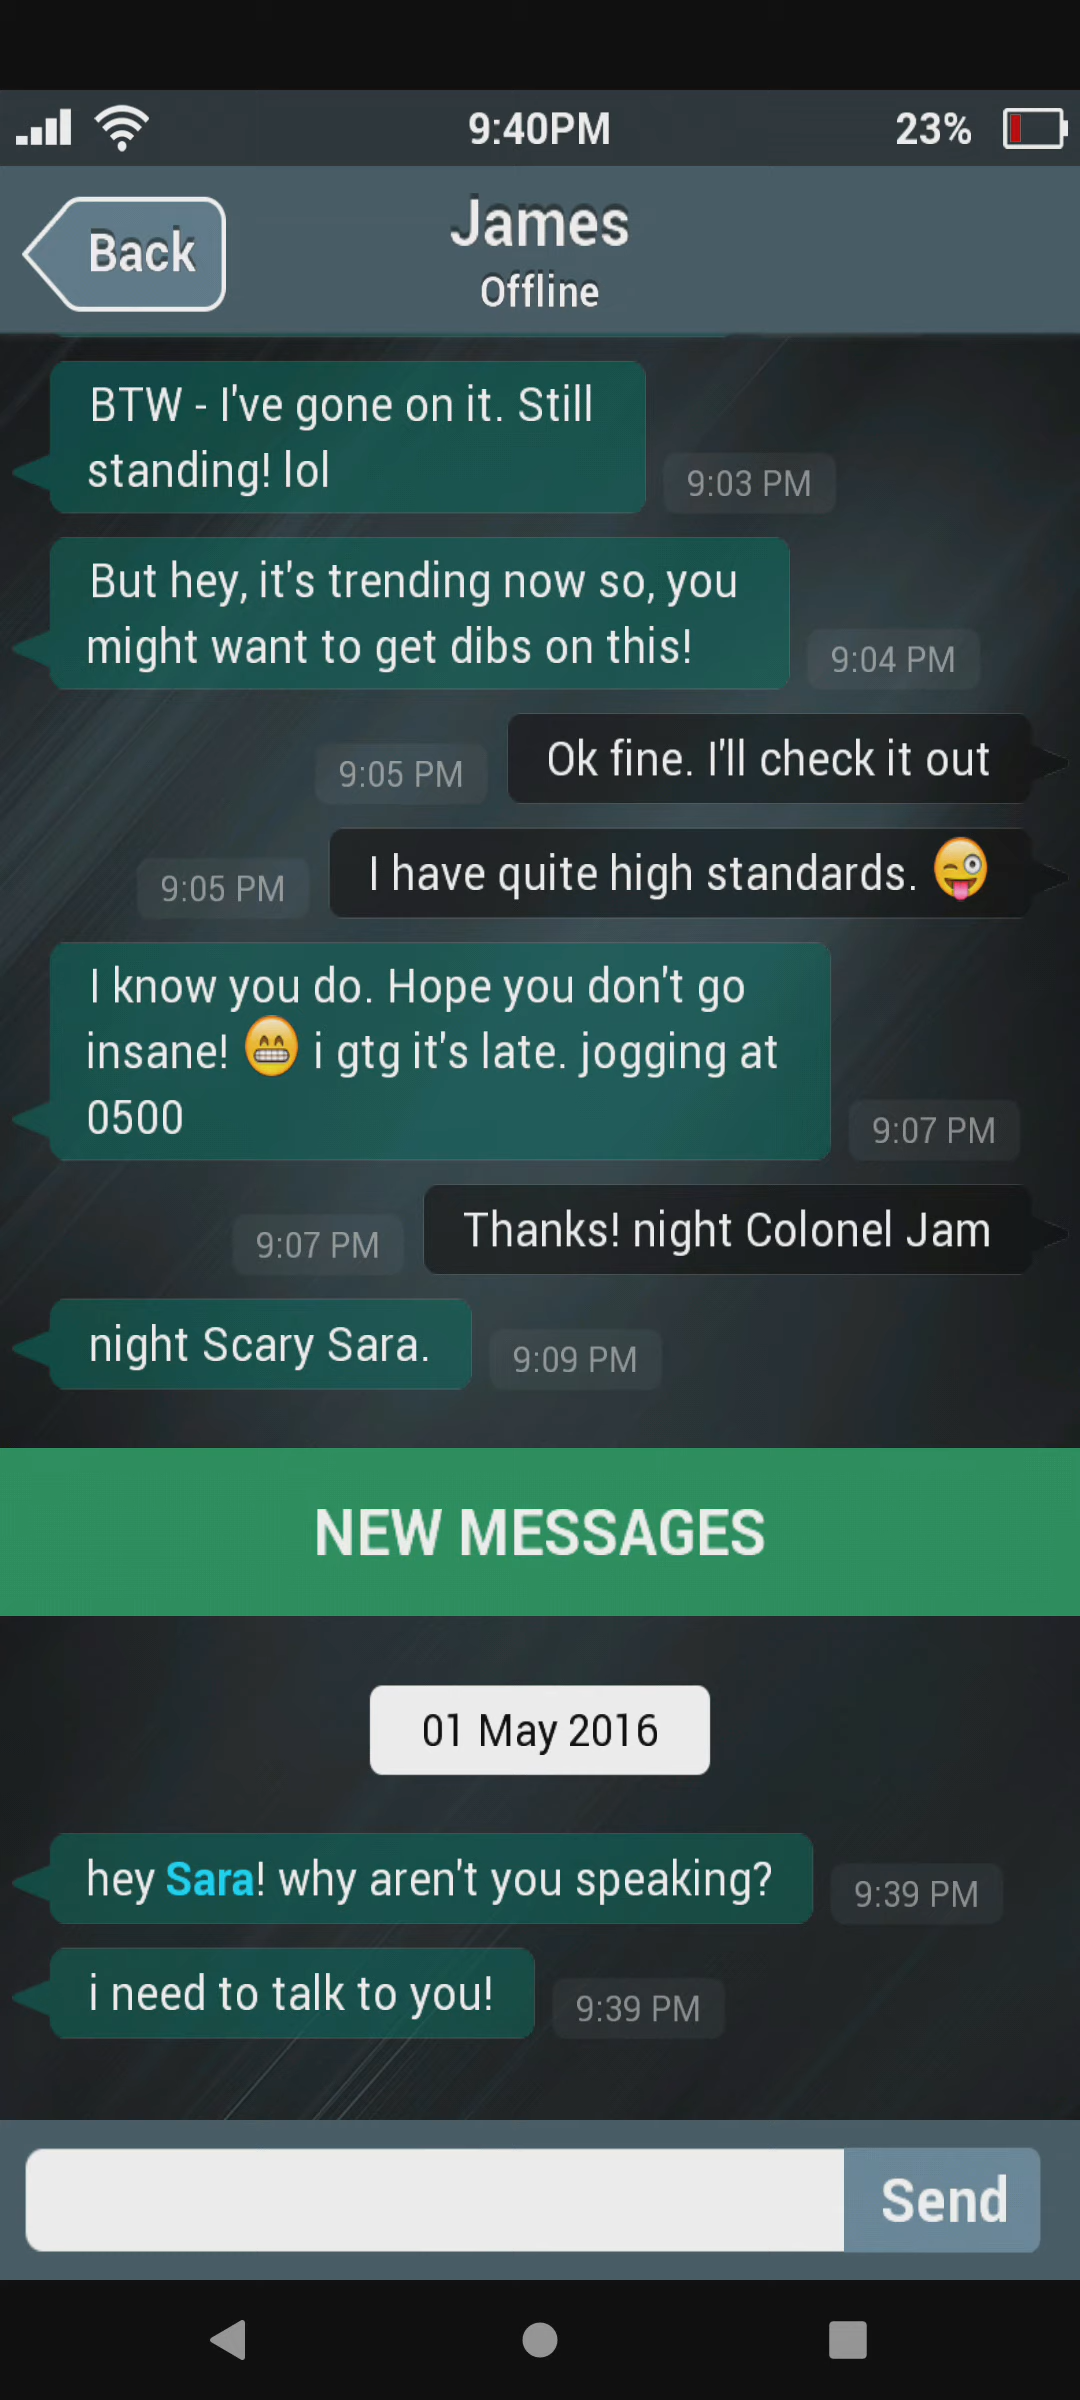 9:40PM
23%
Back
James
Offline
BTW - I've gone on it. Still
standing! lol
9:03 PM
But hey, it's trending now so, you
might want to get dibs on this!
9:04 PM
Ok fine. I'll check it out
9:05 PM
I have quite high standards. 😜
9:05 PM
I know you do. Hope you don't go
insane! 😁 i gtg it's late. jogging at
0500
9:07 PM
Thanks! night Colonel Jam
9:07 PM
night Scary Sara.
9:09 PM
NEW MESSAGES
01 May 2016
hey Sara! why aren't you speaking?
9:39 PM
i need to talk to you!
9:39 PM
Send